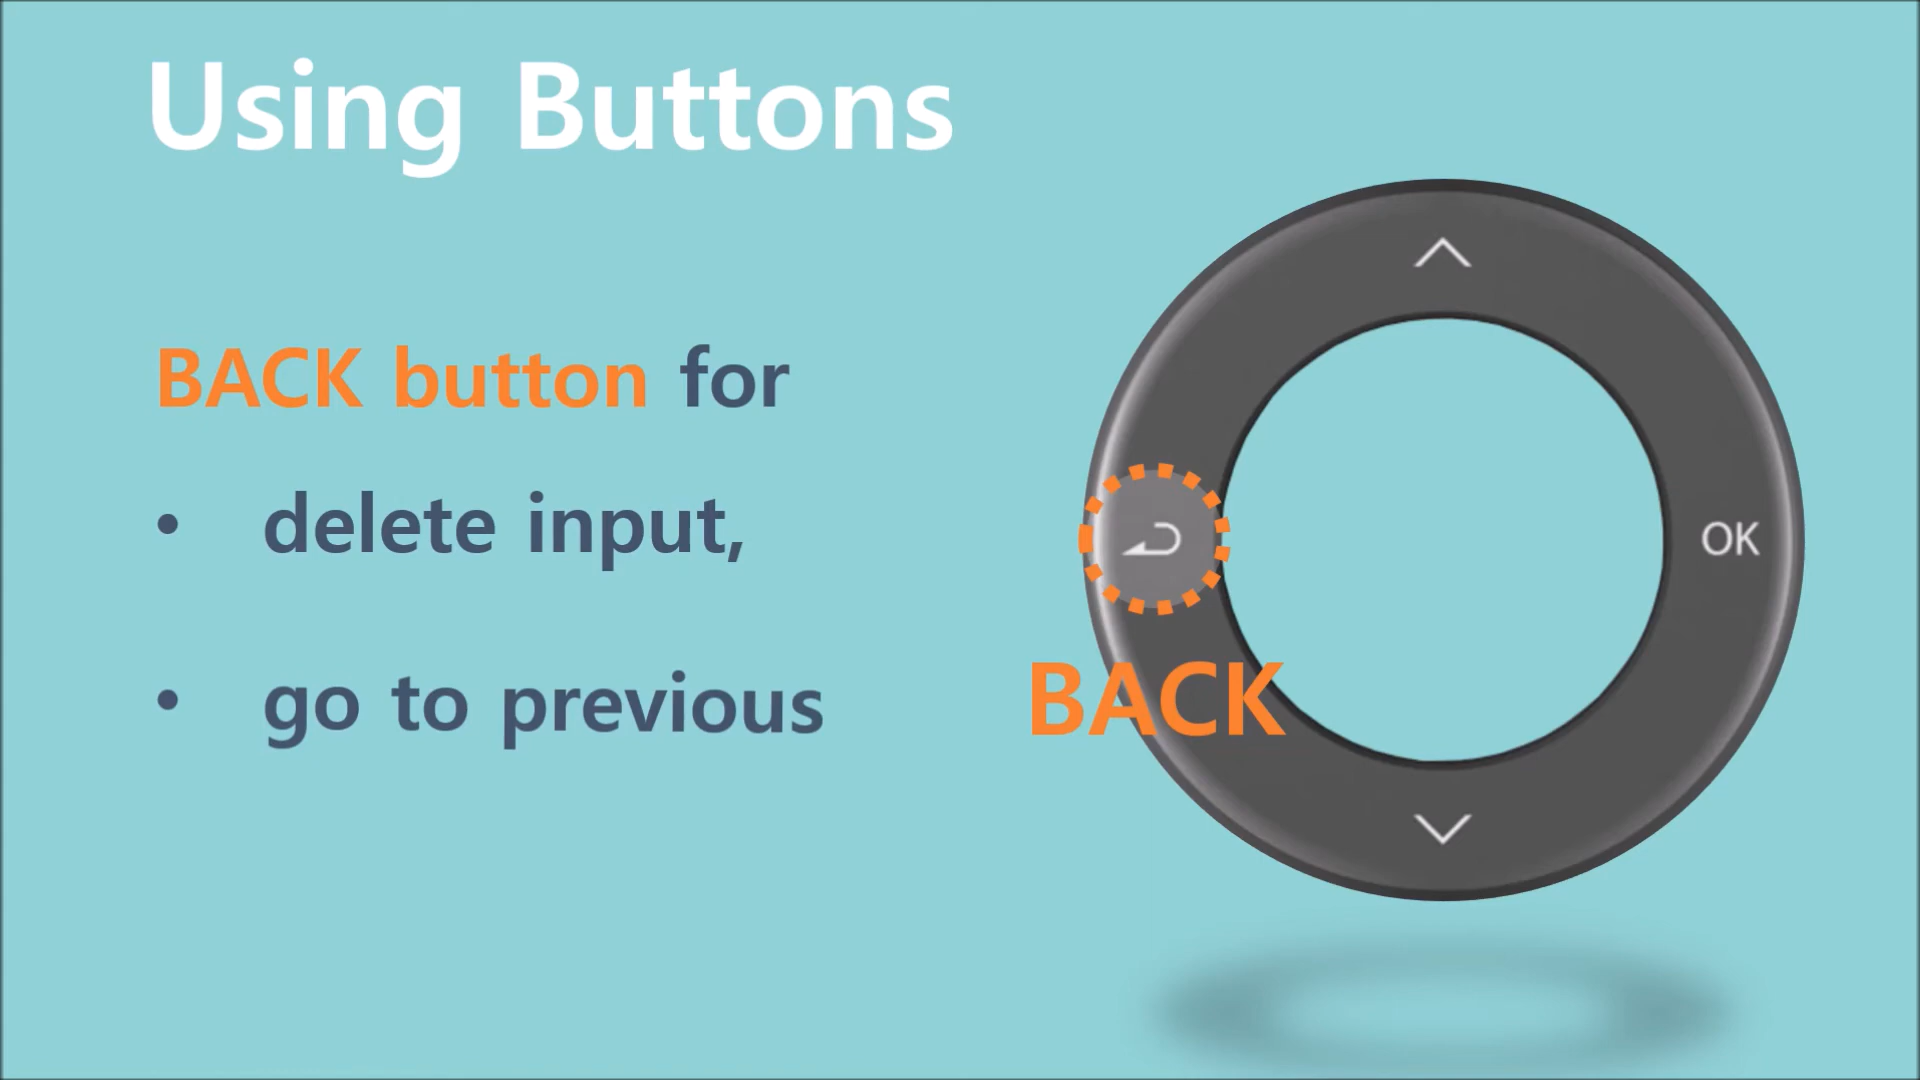 Using Buttons
BACK button for
• delete input,
• go to previous
OK
BACK